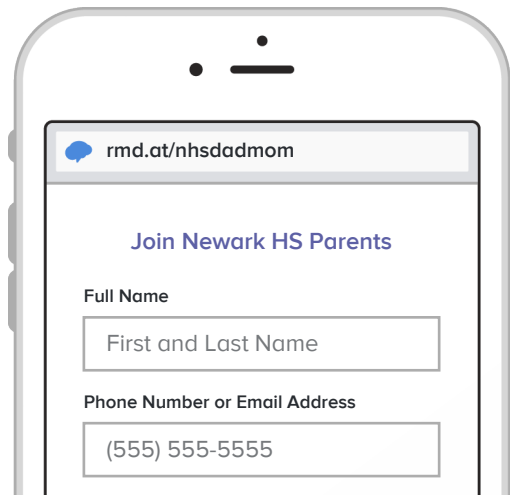 rmd.at/nhsdadmom
Join Newark HS Parents
Full Name
First and Last Name
Phone Number or Email Address
(555) 555-5555